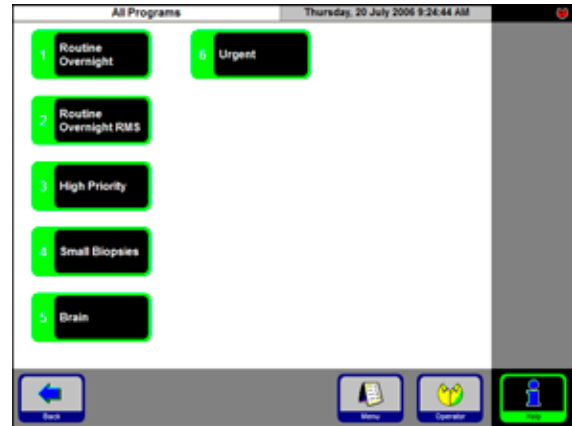 All Programs
Thursday, 20 July 2006 9:24:44 AM
1
Routine
Overnight
6
Urgent
2
Routine
Overnight RMS
3
High Priority
4
Small Biopsies
5
Brain
Back
Menu
Operator
Help